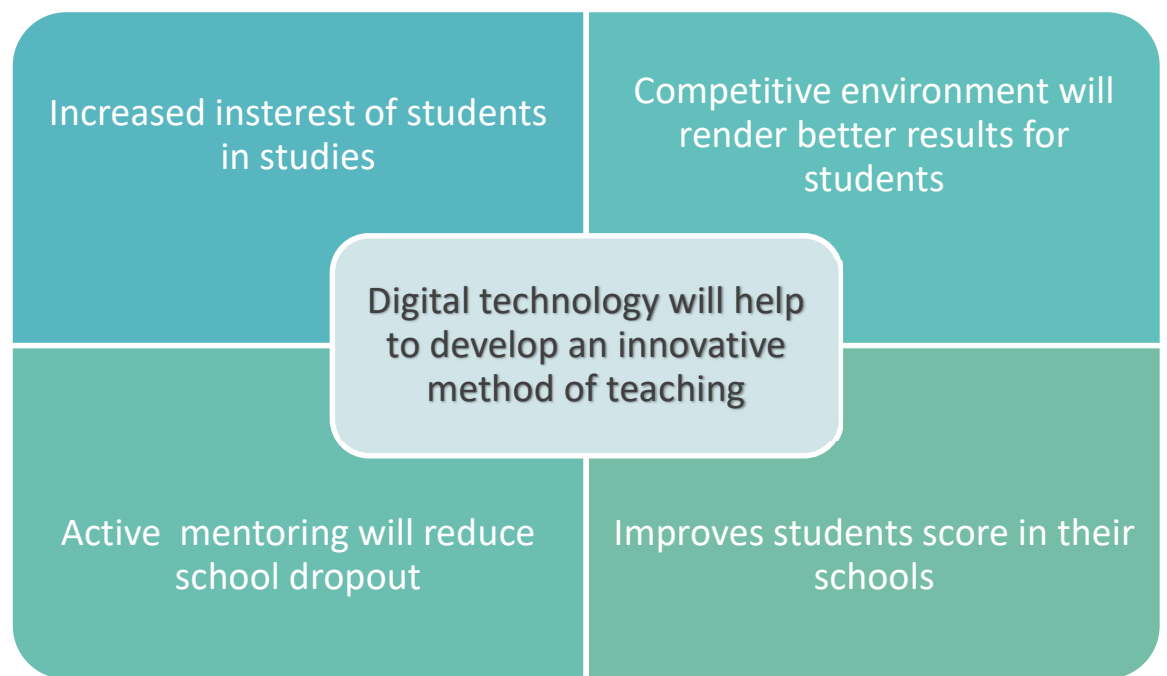 Increased insterest of students
in studies
Competitive environment will
render better results for
students
Digital technology will help
to develop an innovative
method of teaching
Active  mentoring will reduce
school dropout
Improves students score in their
schools